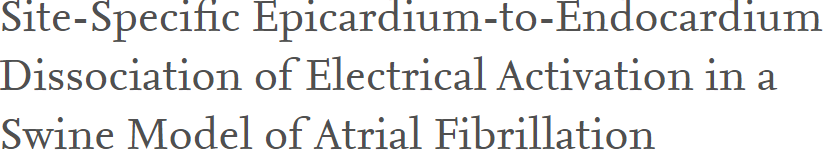 Site-Specific Epicardium-to-Endocardium
Dissociation of Electrical Activation in a
Swine Model of Atrial Fibrillation